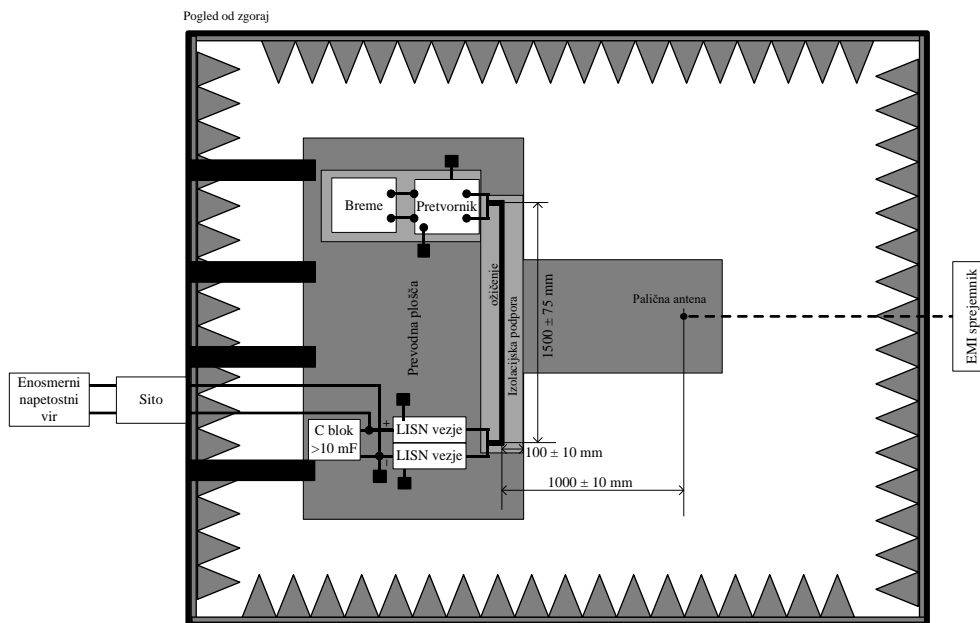 Pogled od zgoraj
Breme
Pretvornik
ožičenje
Izolacijska podpora
1500 ± 75 mm
Prevodna plošča
Palična antena
EMI sprejemnik
Enosmerni
napetostni
vir
Sito
C blok
>10 mF
+
−
LISN vezje
LISN vezje
100 ± 10 mm
1000 ± 10 mm